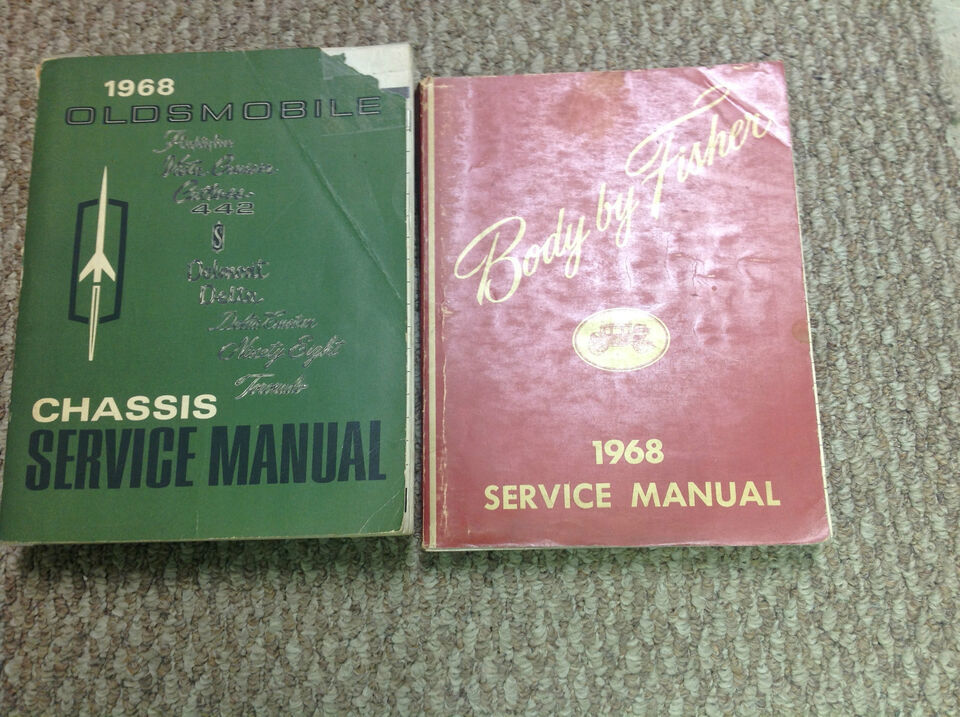 1968
OLDSMOBILE
Vista Cruiser
Cutlass
442
S
Delmont
Delta
Delta Custom
Ninety Eight
Toronado
CHASSIS
SERVICE MANUAL
Body by Fisher
1968
SERVICE MANUAL